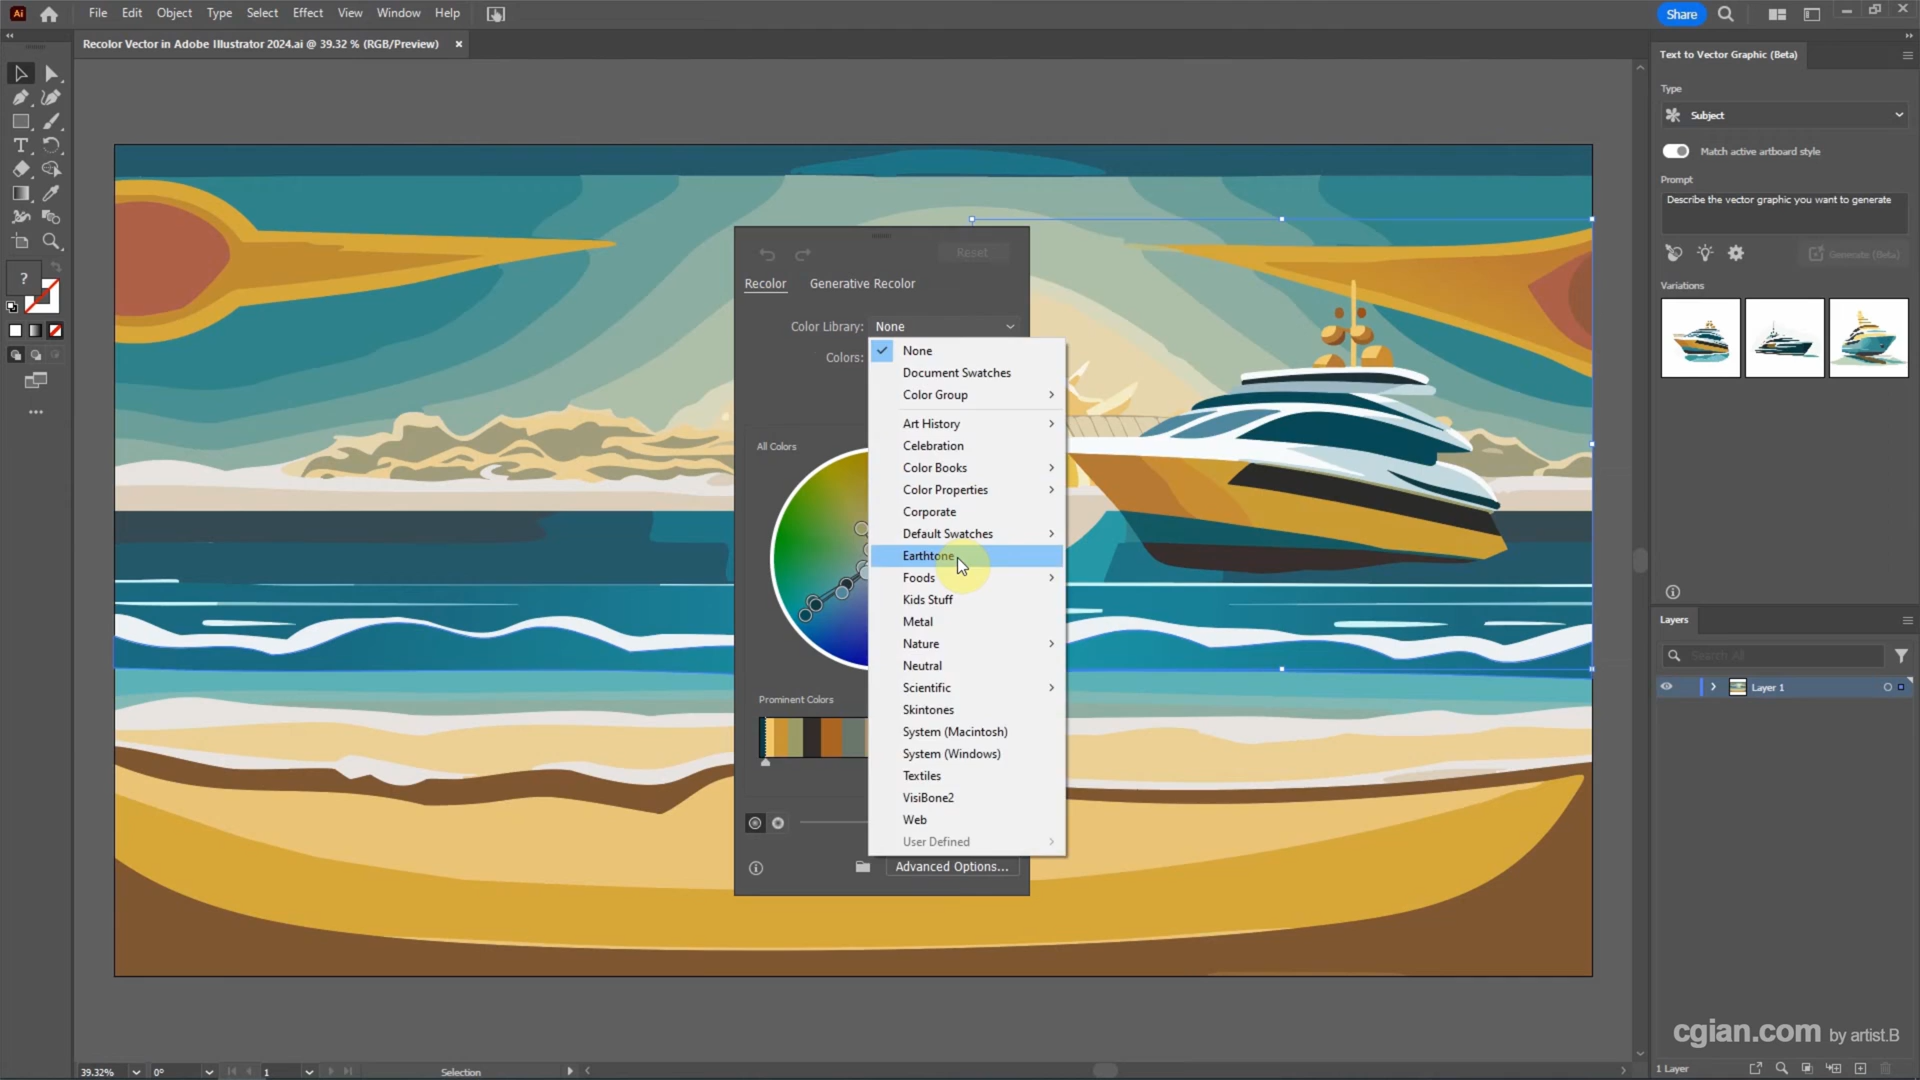 Ai
File Edit Object Type Select Effect View Window Help
Share
Recolor Vector in Adobe Illustrator 2024.ai @ 39.32 % (RGB/Preview) ×
Text to Vector Graphic (Beta)
Type
Subject
Match active artboard style
Prompt
Describe the vector graphic you want to generate
Generate (Beta)
Variations
T
?
Reset
Recolor Generative Recolor
Color Library: None
Colors:
None
Document Swatches
Color Group
Art History
Celebration
Color Books
Color Properties
Corporate
Default Swatches
Earthtone
Foods
Kids Stuff
Metal
Nature
Neutral
Scientific
Skintones
System (Macintosh)
System (Windows)
Textiles
VisiBone2
Web
User Defined
All Colors
Prominent Colors
Advanced Options...
Layers
Search All
Layer 1
cgian.com by artist.B
39.32% 0° 1 Selection
1 Layer